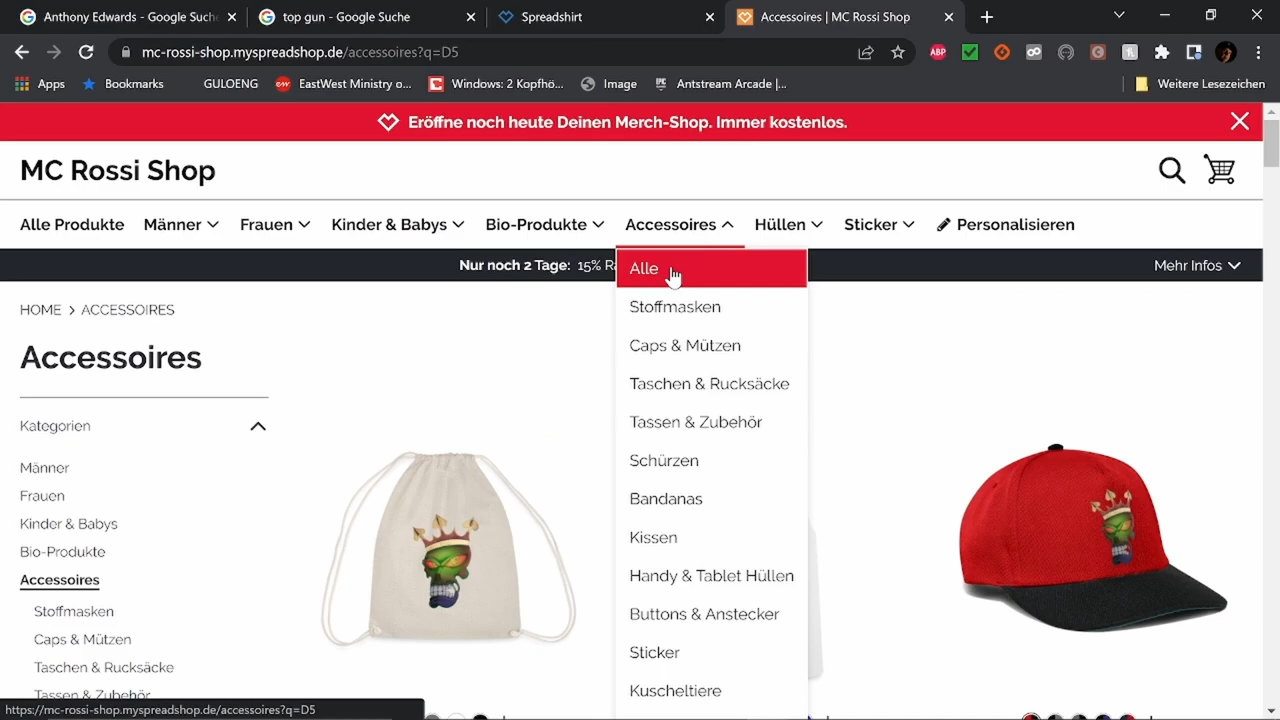 Anthony Edwards - Google Suche
top gun - Google Suche
Spreadshirt
Accessoires | MC Rossi Shop
mc-rossi-shop.myspreadshop.de/accessoires?q=D5
ABP
Apps
Bookmarks
GULOENG
EastWest Ministry o...
Windows: 2 Kopfhö...
Image
Antstream Arcade |...
Weitere Lesezeichen
Eröffne noch heute Deinen Merch-Shop. Immer kostenlos.
MC Rossi Shop
Alle Produkte
Männer
Frauen
Kinder & Babys
Bio-Produkte
Accessoires
Hüllen
Sticker
Personalisieren
Nur noch 2 Tage: 15% Ra
Mehr Infos
Alle
Stoffmasken
Caps & Mützen
Taschen & Rucksäcke
Tassen & Zubehör
Schürzen
Bandanas
Kissen
Handy & Tablet Hüllen
Buttons & Anstecker
Sticker
Kuscheltiere
HOME > ACCESSOIRES
Accessoires
Kategorien
Männer
Frauen
Kinder & Babys
Bio-Produkte
Accessoires
Stoffmasken
Caps & Mützen
Taschen & Rucksäcke
Tassen & Zubehör
https://mc-rossi-shop.myspreadshop.de/accessoires?q=D5